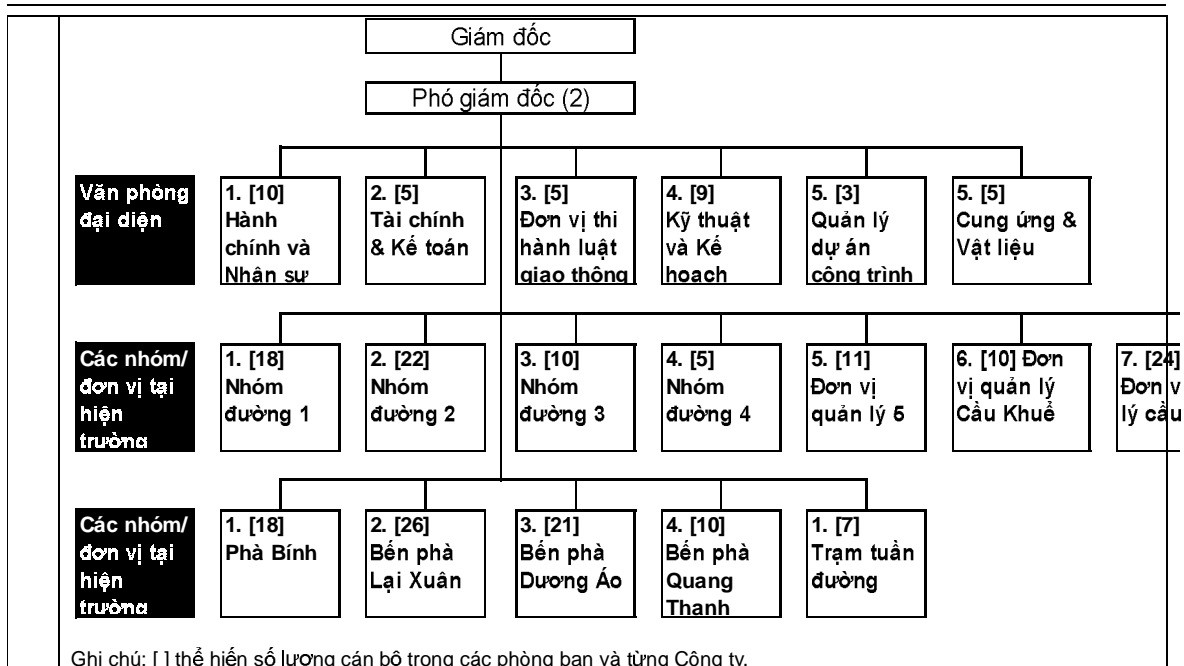 Giám đốc
Phó giám đốc (2)
Văn phòng
đại diện
1. [10]
Hành
chính và
Nhân sự
2. [5]
Tài chính
& Kế toán
3. [5]
Đơn vị thi
hành luật
giao thông
4. [9]
Kỹ thuật
và Kế
hoạch
5. [3]
Quản lý
dự án
công trình
5. [5]
Cung ứng &
Vật liệu
Các nhóm/
đơn vị tại
hiện
trường
1. [18]
Nhóm
đường 1
2. [22]
Nhóm
đường 2
3. [10]
Nhóm
đường 3
4. [5]
Nhóm
đường 4
5. [11]
Đơn vị
quản lý 5
6. [10] Đơn
vị quản lý
Cầu Khuể
7. [24]
Đơn v
lý cầu
Các nhóm/
đơn vị tại
hiện
trường
1. [18]
Phà Bính
2. [26]
Bến phà
Lại Xuân
3. [21]
Bến phà
Dương Áo
4. [10]
Bến phà
Quang
Thanh
1. [7]
Trạm tuần
đường
Ghi chú: [ ] thể hiến số lượng cán bộ trong các phòng ban và từng Công ty.